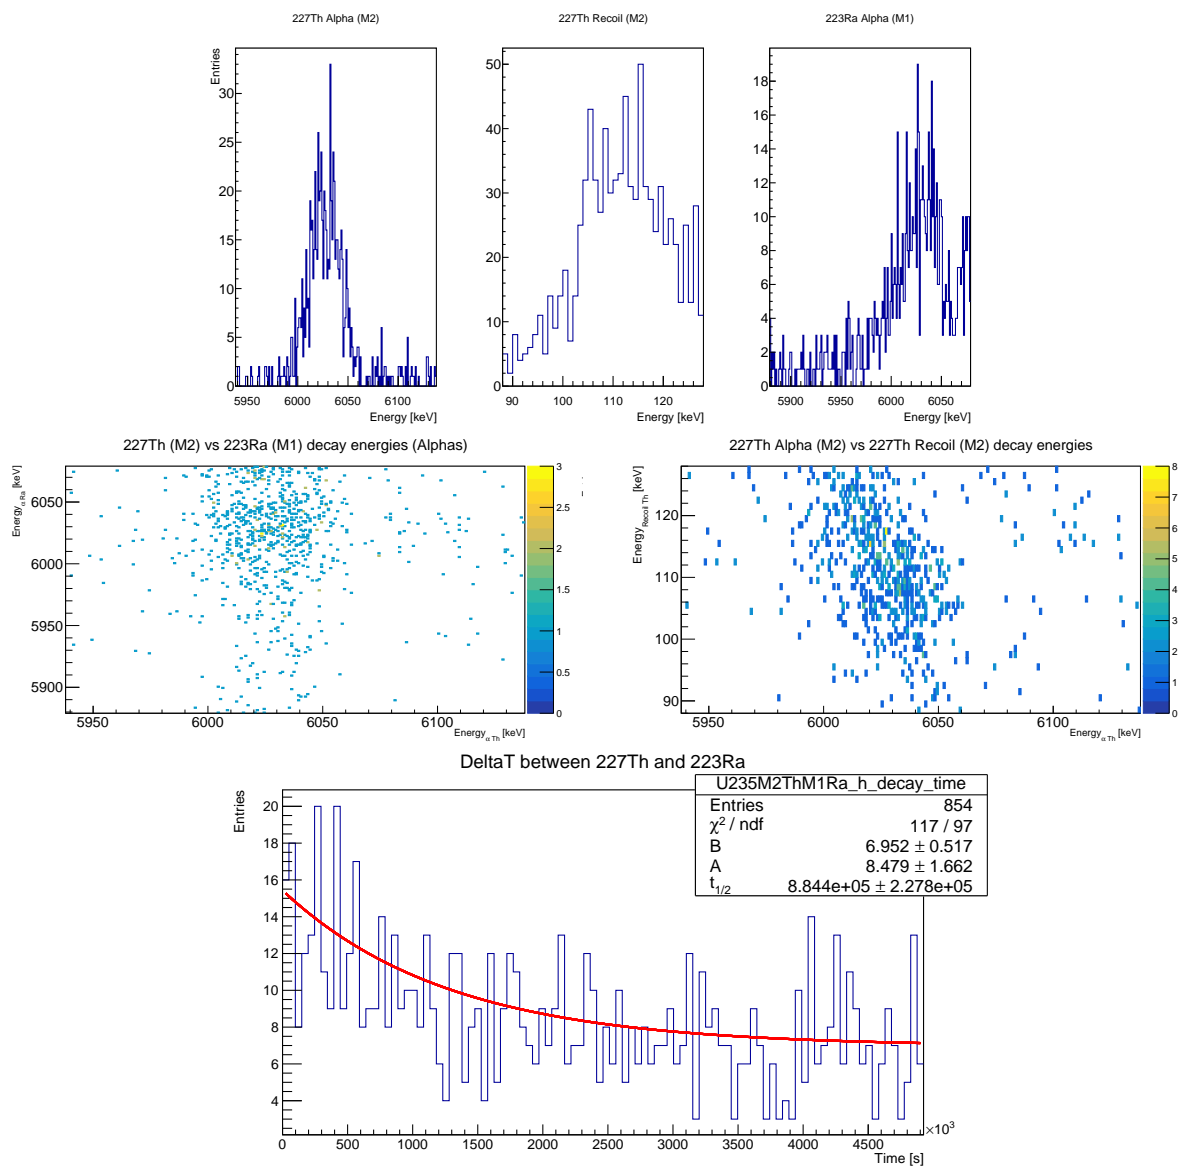 227Th Alpha (M2)
227Th Recoil (M2)
223Ra Alpha (M1)
Entries
30
25
20
15
10
5
0
5950 6000 6050 6100
Energy [keV]
50
40
30
20
10
0
90 100 110 120
Energy [keV]
18
16
14
12
10
8
6
4
2
0
5900 5950 6000 6050
Energy [keV]
227Th (M2) vs 223Ra (M1) decay energies (Alphas)
Energy α Ra [keV]
6050
6000
5950
5900
5950 6000 6050 6100
Energy α Th [keV]
3
2.5
2
1.5
1
0.5
0
227Th Alpha (M2) vs 227Th Recoil (M2) decay energies
Energy Recoil Th [keV]
120
110
100
90
5950 6000 6050 6100
Energy α Th [keV]
8
7
6
5
4
3
2
1
0
DeltaT between 227Th and 223Ra
U235M2ThM1Ra_h_decay_time
Entries 854
χ² / ndf 117 / 97
B 6.952 ± 0.517
A 8.479 ± 1.662
t1/2 8.844e+05 ± 2.278e+05
Entries
20
18
16
14
12
10
8
6
4
0 500 1000 1500 2000 2500 3000 3500 4000 4500
×10³
Time [s]